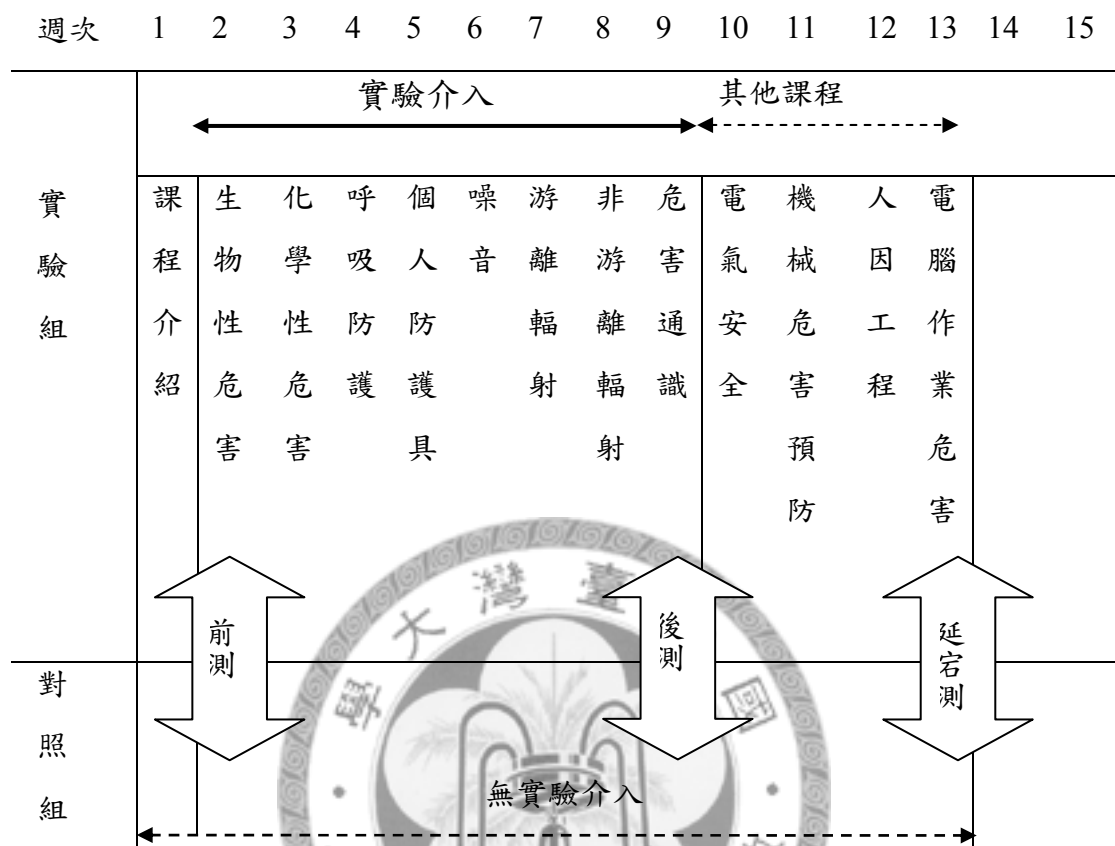 週次 1 2 3 4 5 6 7 8 9 10 11 12 13 14 15
實驗介入
其他課程
實驗組
課程介紹
生物性危害
化學性危害
呼吸防護
個人防護具
噪音
游離輻射
非游離輻射
危害通識
電氣安全
機械危害預防
人因工程
電腦作業危害
前測
後測
延宕測
對照組
無實驗介入
臺灣大學